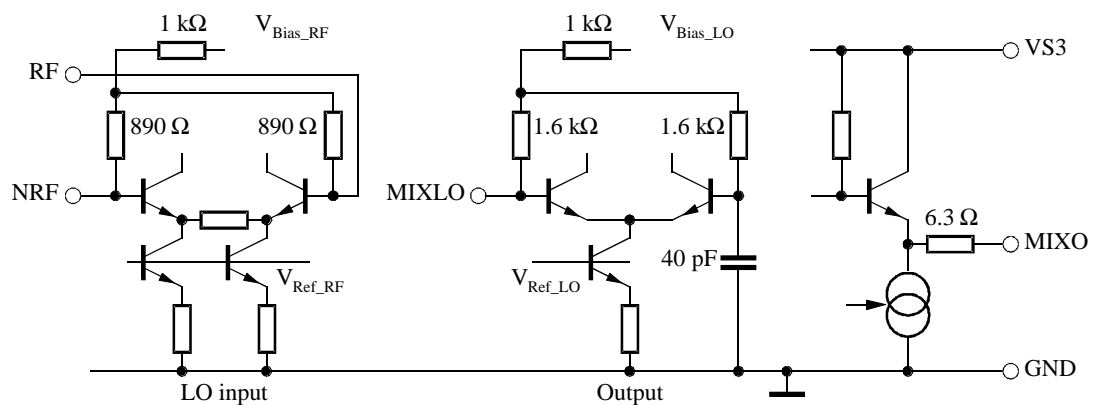 1 kΩ
V_Bias_RF
1 kΩ
V_Bias_LO
VS3
RF
890 Ω
890 Ω
1.6 kΩ
1.6 kΩ
NRF
MIXLO
6.3 Ω
MIXO
V_Ref_RF
V_Ref_LO
40 pF
GND
LO input
Output